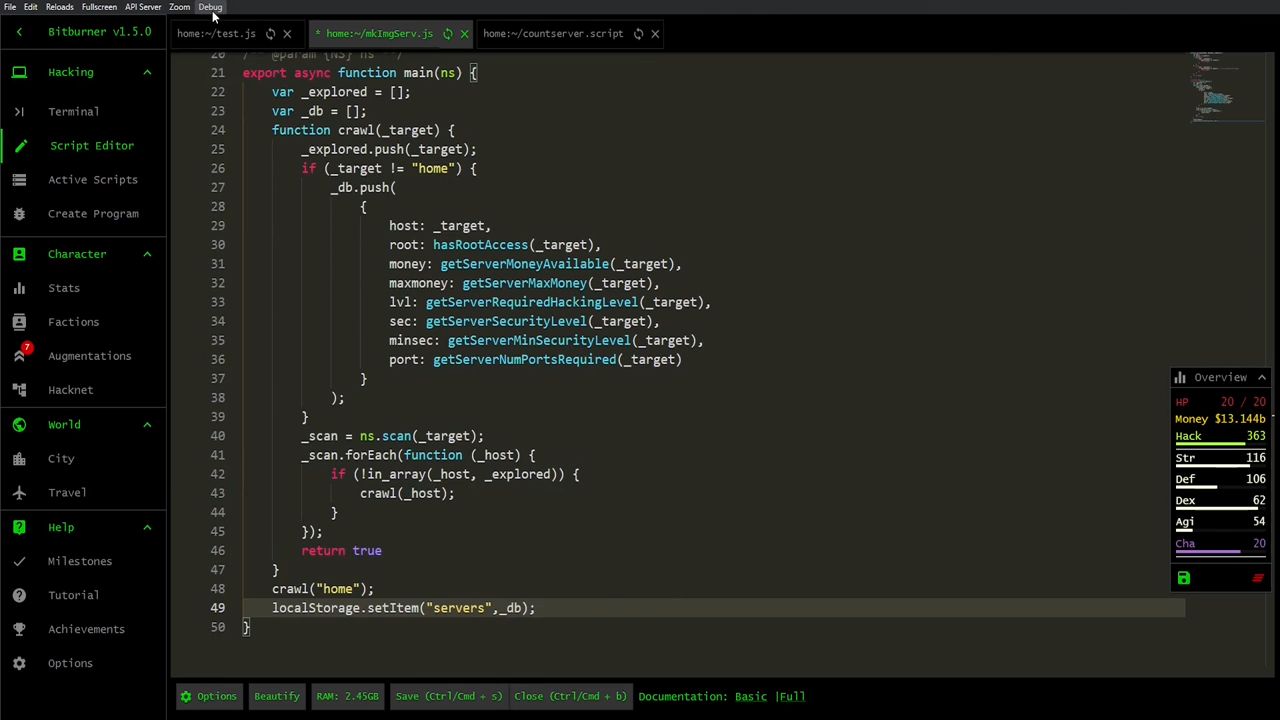 File Edit Reloads Fullscreen API Server Zoom Debug
Bitburner v1.5.0
Hacking
Terminal
Script Editor
Active Scripts
Create Program
Character
Stats
Factions
7
Augmentations
Hacknet
World
City
Travel
Help
Milestones
Tutorial
Achievements
Options
home:~/test.js
* home:~/mkImgServ.js
home:~/countserver.script
20 /** @param {NS} ns **/
21 export async function main(ns) {
22 var _explored = [];
23 var _db = [];
24 function crawl(_target) {
25 _explored.push(_target);
26 if (_target != "home") {
27 _db.push(
28 {
29 host: _target,
30 root: hasRootAccess(_target),
31 money: getServerMoneyAvailable(_target),
32 maxmoney: getServerMaxMoney(_target),
33 lvl: getServerRequiredHackingLevel(_target),
34 sec: getServerSecurityLevel(_target),
35 minsec: getServerMinSecurityLevel(_target),
36 port: getServerNumPortsRequired(_target)
37 }
38 );
39 }
40 _scan = ns.scan(_target);
41 _scan.forEach(function (_host) {
42 if (!in_array(_host, _explored)) {
43 crawl(_host);
44 }
45 });
46 return true
47 }
48 crawl("home");
49 localStorage.setItem("servers",_db);
50 }
Overview
HP 20 / 20
Money $13.144b
Hack 363
Str 116
Def 106
Dex 62
Agi 54
Cha 20
Options
Beautify
RAM: 2.45GB
Save (Ctrl/Cmd + s)
Close (Ctrl/Cmd + b)
Documentation: Basic |Full